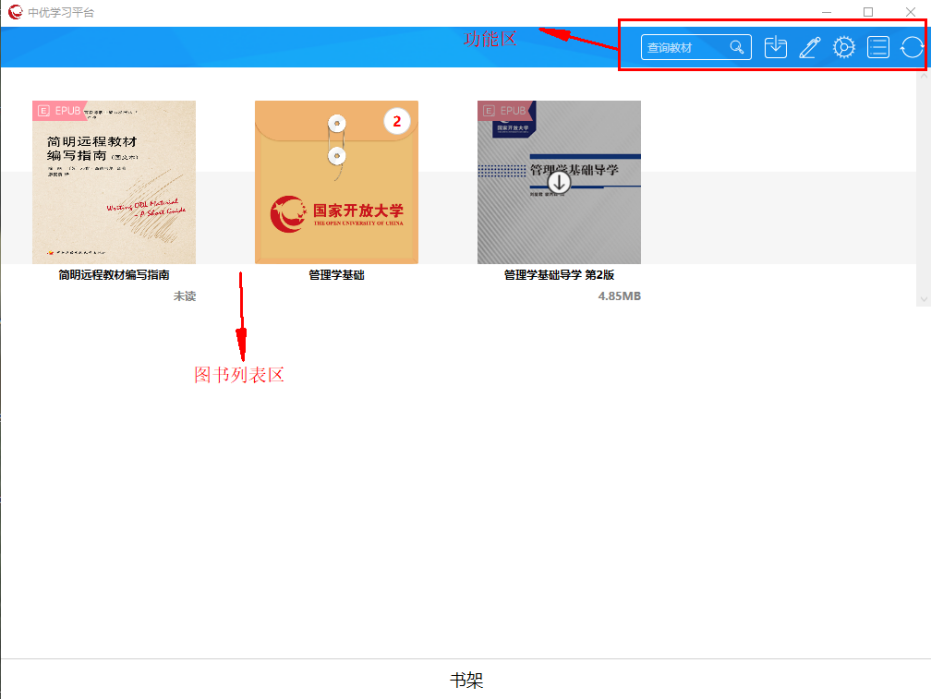 中优学习平台
功能区
查询教材
EPUB
简明远程教材
编写指南（图文本）
Writing ODL Material
- A Short Guide
2
国家开放大学
THE OPEN UNIVERSITY OF CHINA
EPUB
国家开放大学
管理学基础导学
简明远程教材编写指南
管理学基础
管理学基础导学 第2版
未读
4.85MB
图书列表区
书架